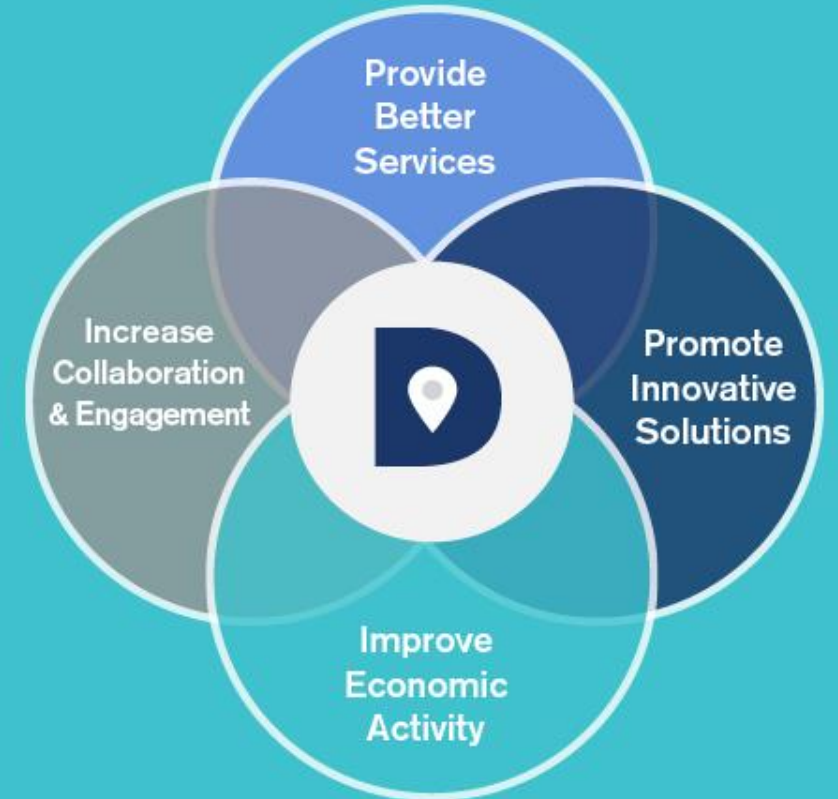 Provide
Better
Services
Increase
Collaboration
& Engagement
D
Promote
Innovative
Solutions
Improve
Economic
Activity